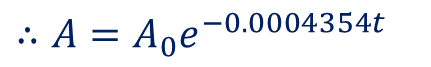 ∴ A = A₀e^{−0.0004354t}